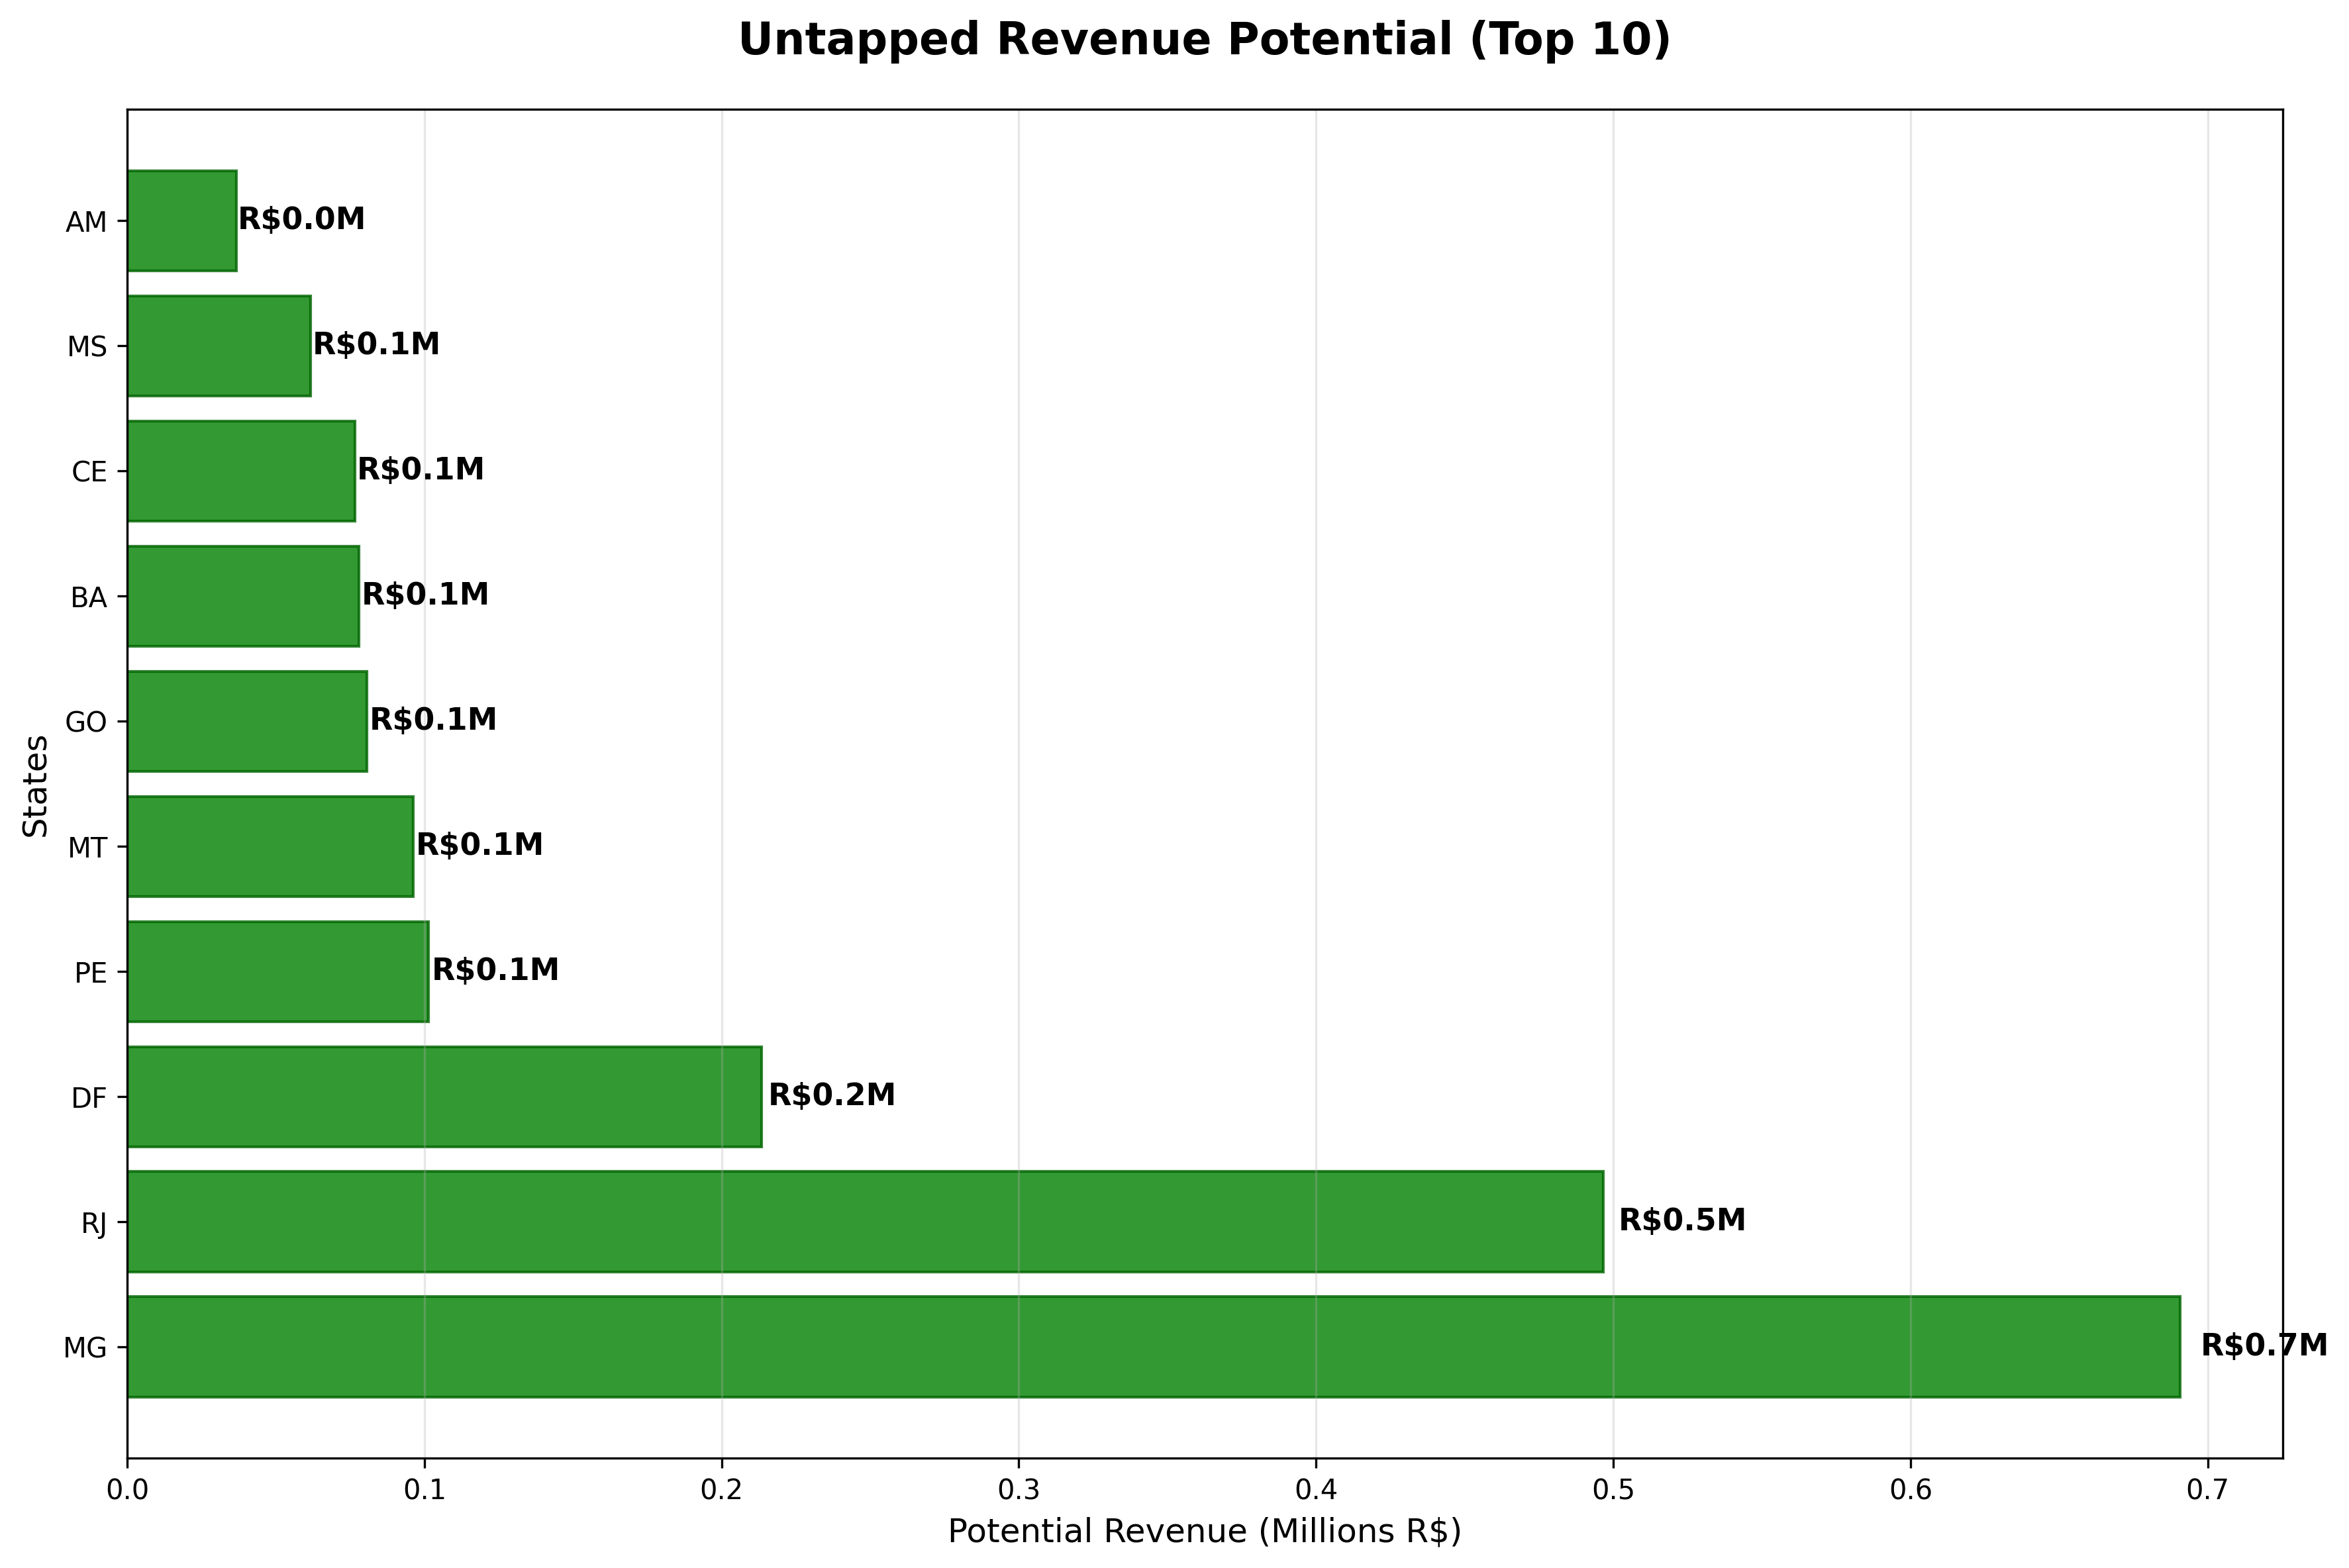 Untapped Revenue Potential (Top 10)
AM R$0.0M
MS R$0.1M
CE R$0.1M
BA R$0.1M
GO R$0.1M
States
MT R$0.1M
PE R$0.1M
DF R$0.2M
RJ R$0.5M
MG R$0.7M
0.0 0.1 0.2 0.3 0.4 0.5 0.6 0.7
Potential Revenue (Millions R$)